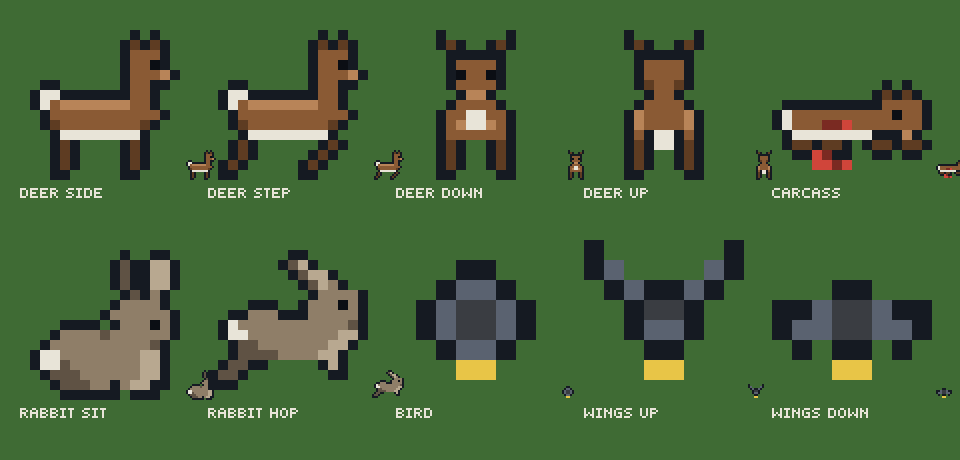 DEER SIDE
DEER STEP
DEER DOWN
DEER UP
CARCASS
RABBIT SIT
RABBIT HOP
BIRD
WINGS UP
WINGS DOWN